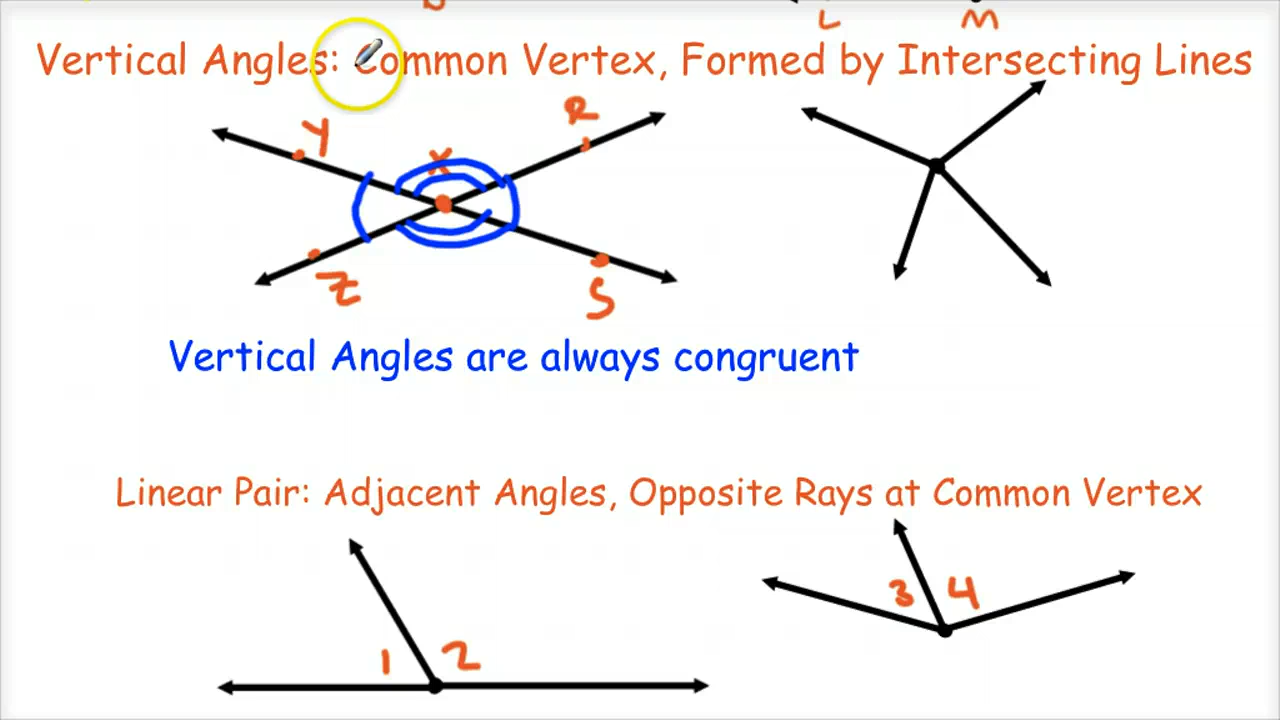 L M
Vertical Angles: Common Vertex, Formed by Intersecting Lines
Y X R
Z S
Vertical Angles are always congruent
Linear Pair: Adjacent Angles, Opposite Rays at Common Vertex
3 4
1 2